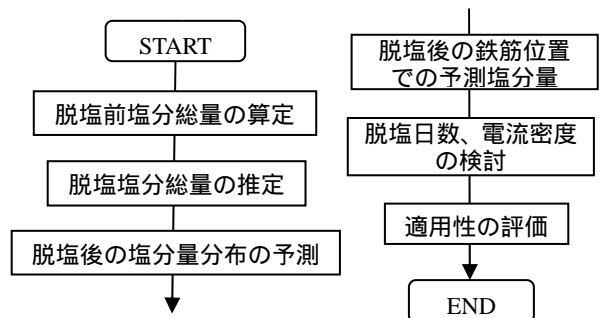 START
脱塩前塩分総量の算定
脱塩塩分総量の推定
脱塩後の塩分量分布の予測
脱塩後の鉄筋位置
での予測塩分量
脱塩日数、電流密度
の検討
適用性の評価
END